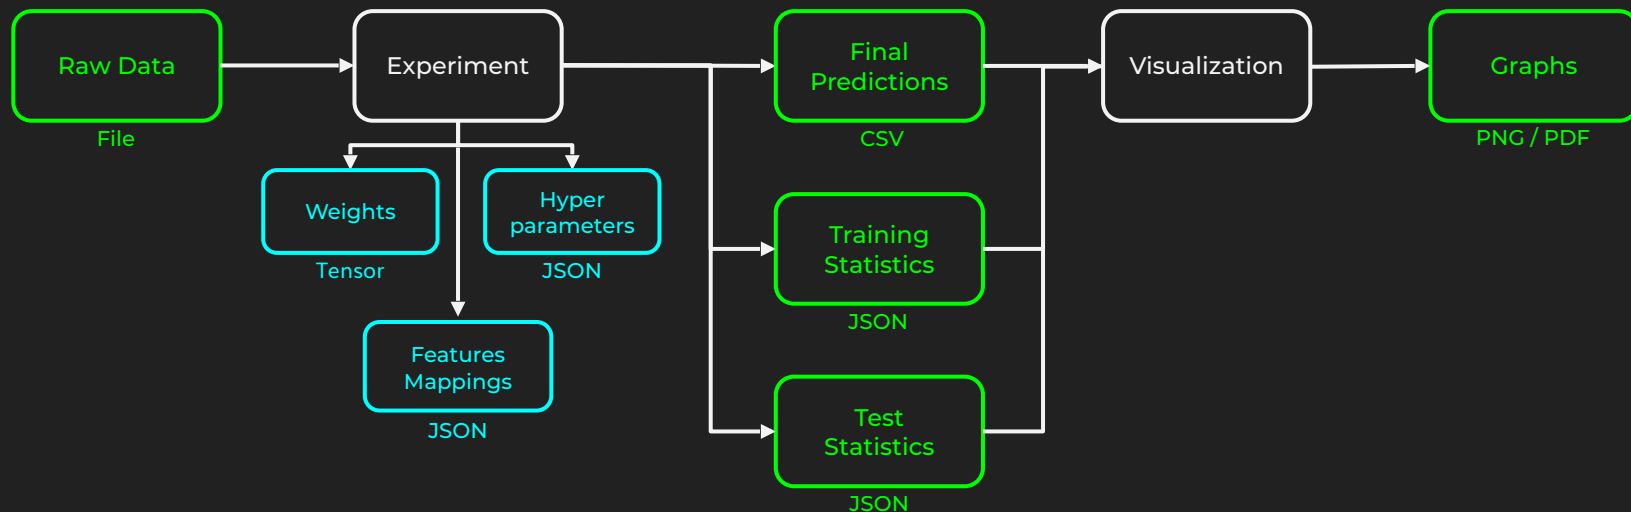 Raw Data
File
Experiment
Weights
Tensor
Hyper
parameters
JSON
Features
Mappings
JSON
Final
Predictions
CSV
Training
Statistics
JSON
Test
Statistics
JSON
Visualization
Graphs
PNG / PDF